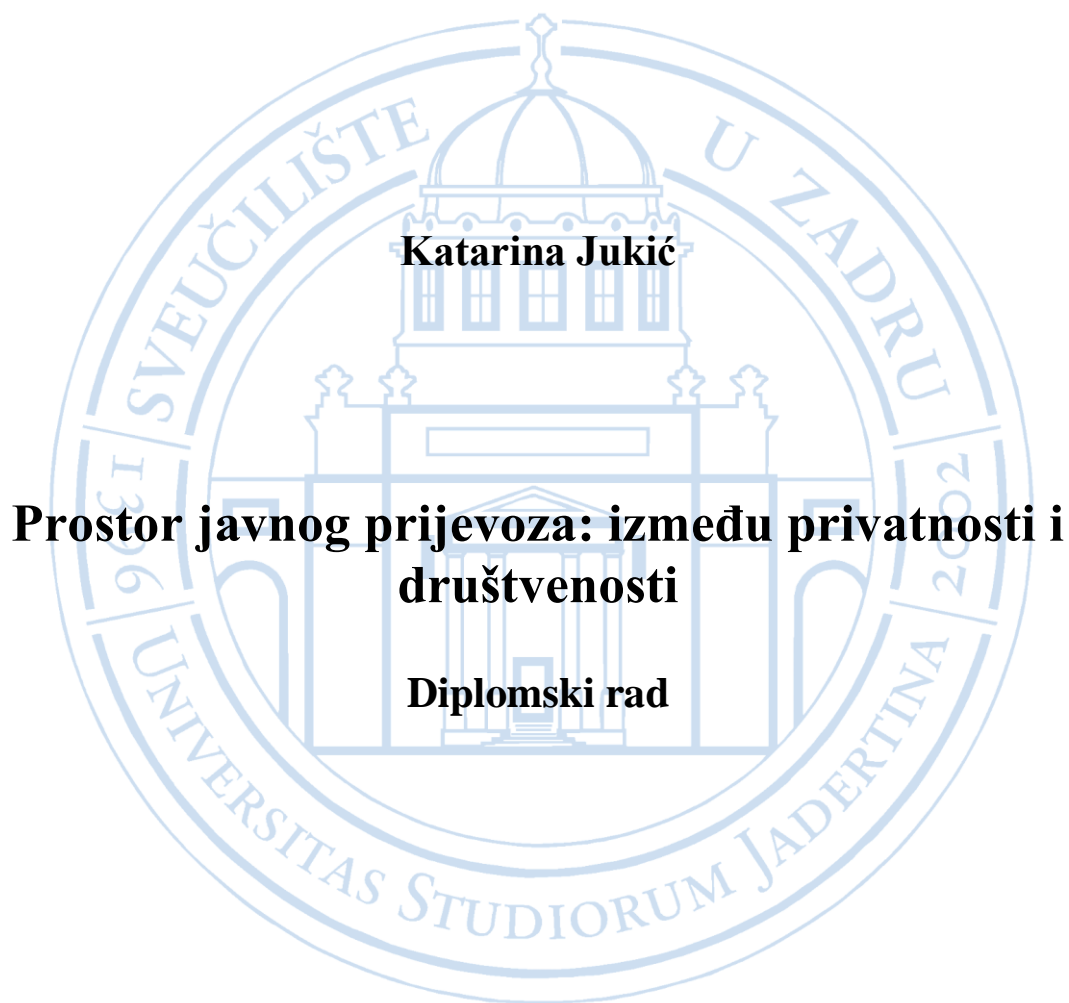 SVEUČILIŠTE U ZADRU
Katarina Jukić
1396
2002
Prostor javnog prijevoza: između privatnosti i
društvenosti
Diplomski rad
UNIVERSITAS STUDIORUM JADERTINA